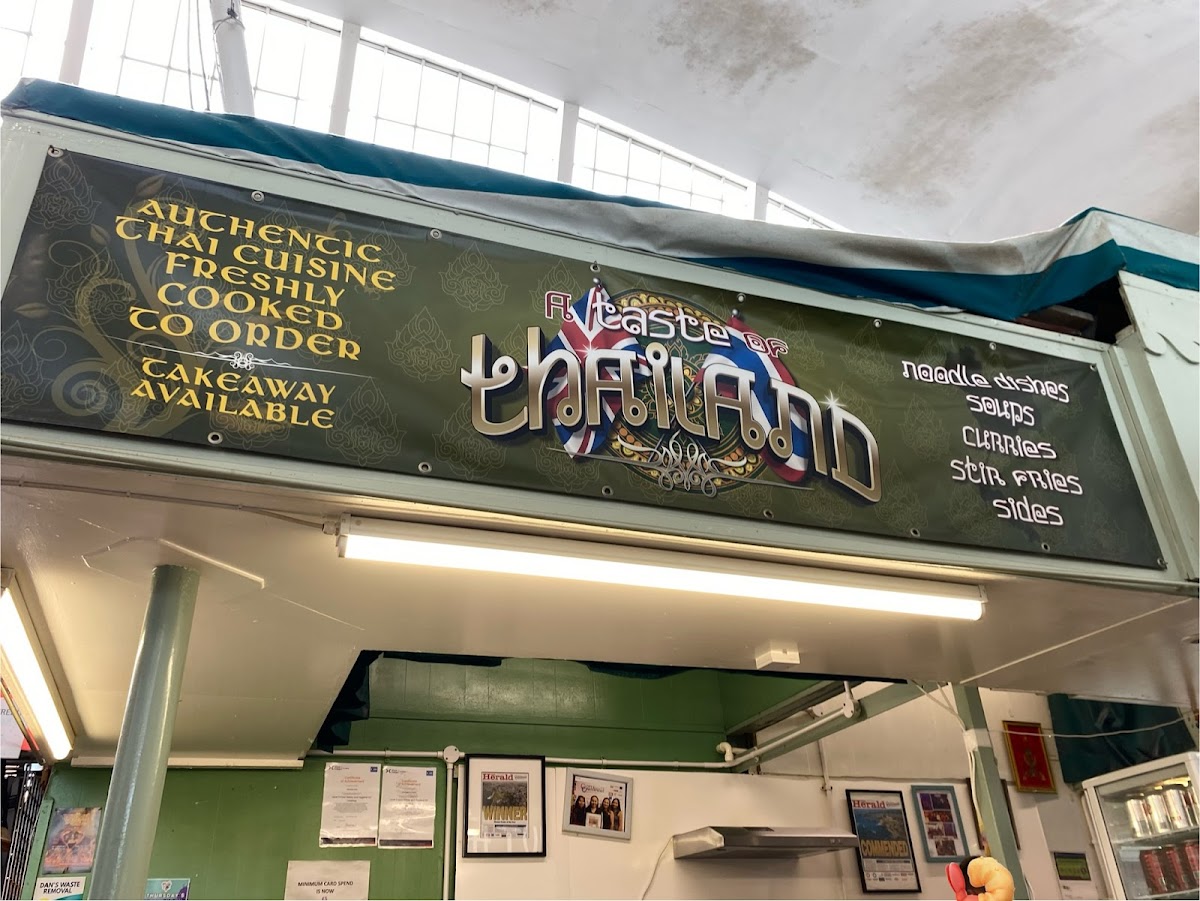 AUTHENTIC
THAI CUISINE
FRESHLY
COOKED
TO ORDER
TAKEAWAY
AVAILABLE
A taste OF
thAiLAND
noodle dishes
SOUPS
CURRIES
Stir FRies
Sides
Herald
WINNER
Herald
COMMENDED
DAN'S WASTE
REMOVAL
THURSDAY
MINIMUM CARD SPEND
IS NOW